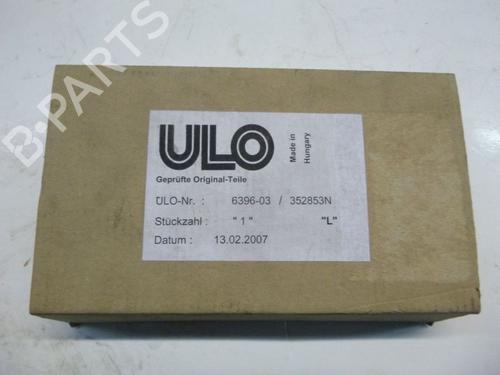 B-PARTS
ULO
Made in
Hungary
Geprüfte Original-Teile
ULO-Nr. : 6396-03 / 352853N
Stückzahl : " 1 " "L"
Datum : 13.02.2007